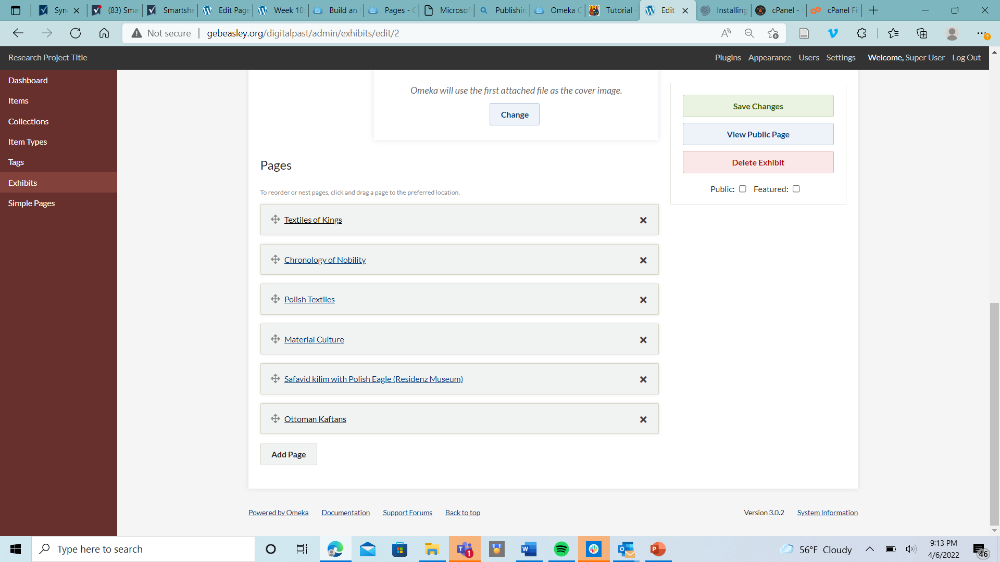 Syn
(83) Sma
Smartshe
Edit Page
Week 10:
Build an
Pages - C
Microsof
Publishin
Omeka C
Tutorial -
Edit
Installing
cPanel -
cPanel Fi
Not secure | gebeasley.org/digitalpast/admin/exhibits/edit/2
Research Project Title
Plugins Appearance Users Settings Welcome, Super User Log Out
Dashboard
Items
Collections
Item Types
Tags
Exhibits
Simple Pages
Omeka will use the first attached file as the cover image.
Change
Pages
To reorder or nest pages, click and drag a page to the preferred location.
Textiles of Kings
Chronology of Nobility
Polish Textiles
Material Culture
Safavid kilim with Polish Eagle (Residenz Museum)
Ottoman Kaftans
Add Page
Save Changes
View Public Page
Delete Exhibit
Public: Featured:
Powered by Omeka Documentation Support Forums Back to top
Version 3.0.2 System Information
Type here to search
1
56°F Cloudy
9:13 PM
4/6/2022
46